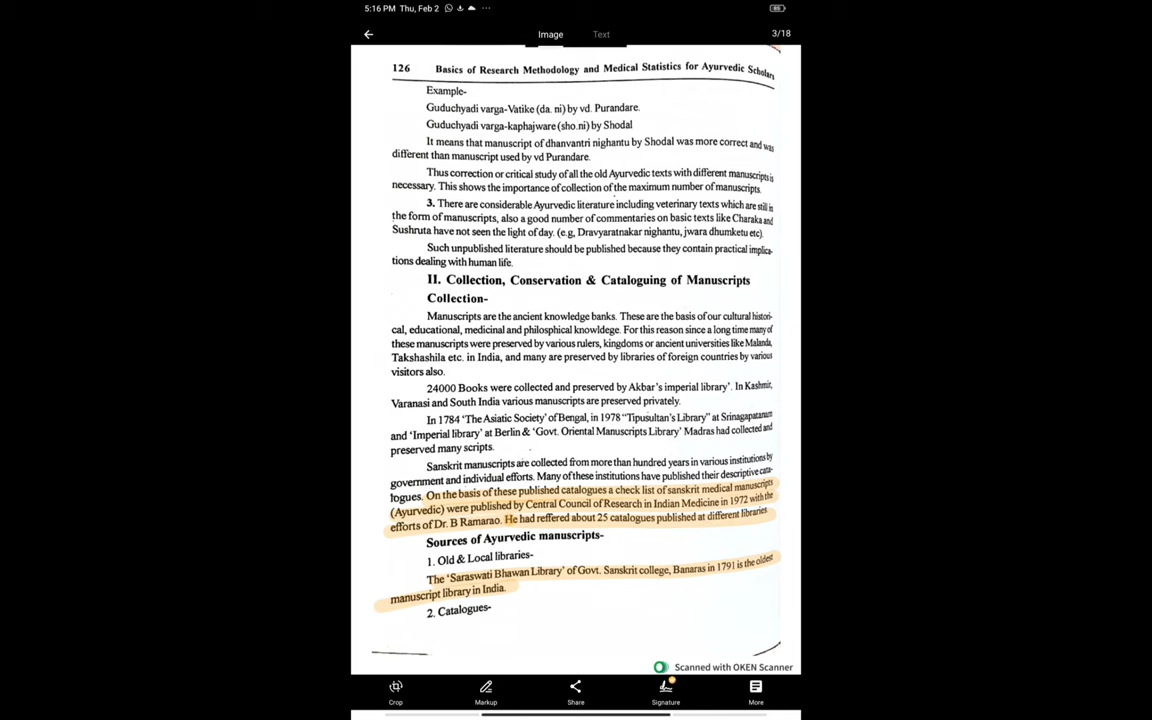 5:16 PM Thu, Feb 2
85
Image
Text
3/18
126 Basics of Research Methodology and Medical Statistics for Ayurvedic Scholars
Example-
Guduchyadi varga-Vatike (da. ni) by vd. Purandare.
Guduchyadi varga-kaphajware (sho.ni) by Shodal
It means that manuscript of dhanvantri nighantu by Shodal was more correct and was
different than manuscript used by vd Purandare.
Thus correction or critical study of all the old Ayurvedic texts with different manuscripts is
necessary. This shows the importance of collection of the maximum number of manuscripts.
3. There are considerable Ayurvedic literature including veterinary texts which are still in
the form of manuscripts, also a good number of commentaries on basic texts like Charaka and
Sushruta have not seen the light of day. (e.g, Dravyaratnakar nighantu, jwara dhumketu etc).
Such unpublished literature should be published because they contain practical implica-
tions dealing with human life.
II. Collection, Conservation & Cataloguing of Manuscripts
Collection-
Manuscripts are the ancient knowledge banks. These are the basis of our cultural histori-
cal, educational, medicinal and philosphical knowldege. For this reason since a long time many of
these manuscripts were preserved by various rulers, kingdoms or ancient universities like Malanda,
Takshashila etc. in India, and many are preserved by libraries of foreign countries by various
visitors also.
24000 Books were collected and preserved by Akbar's imperial library'. In Kashmir,
Varanasi and South India various manuscripts are preserved privately.
In 1784 'The Asiatic Society' of Bengal, in 1978 "Tipusultan's Library" at Srinagapatanam
and 'Imperial library' at Berlin & 'Govt. Oriental Manuscripts Library' Madras had collected and
preserved many scripts.
Sanskrit manuscripts are collected from more than hundred years in various institutions by
government and individual efforts. Many of these institutions have published their descriptive cata-
logues. On the basis of these published catalogues a check list of sanskrit medical manuscripts
(Ayurvedic) were published by Central Council of Research in Indian Medicine in 1972 with the
efforts of Dr. B Ramarao. He had reffered about 25 catalogues published at different libraries
Sources of Ayurvedic manuscripts-
1. Old & Local libraries-
The 'Saraswati Bhawan Library' of Govt. Sanskrit college, Banaras in 1791 is the oldest
manuscript library in India.
2. Catalogues-
Scanned with OKEN Scanner
Crop
Markup
Share
Signature
More